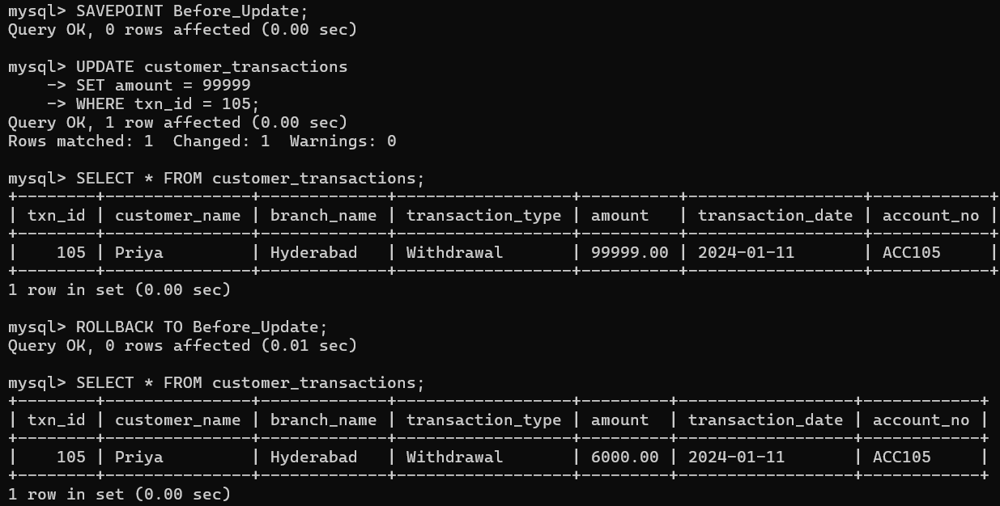 mysql> SAVEPOINT Before_Update;
Query OK, 0 rows affected (0.00 sec)

mysql> UPDATE customer_transactions
    -> SET amount = 99999
    -> WHERE txn_id = 105;
Query OK, 1 row affected (0.00 sec)
Rows matched: 1  Changed: 1  Warnings: 0

mysql> SELECT * FROM customer_transactions;
+--------+---------------+-------------+------------------+----------+------------------+------------+
| txn_id | customer_name | branch_name | transaction_type | amount   | transaction_date | account_no |
+--------+---------------+-------------+------------------+----------+------------------+------------+
|    105 | Priya         | Hyderabad   | Withdrawal       | 99999.00 | 2024-01-11       | ACC105     |
+--------+---------------+-------------+------------------+----------+------------------+------------+
1 row in set (0.00 sec)

mysql> ROLLBACK TO Before_Update;
Query OK, 0 rows affected (0.01 sec)

mysql> SELECT * FROM customer_transactions;
+--------+---------------+-------------+------------------+---------+------------------+------------+
| txn_id | customer_name | branch_name | transaction_type | amount  | transaction_date | account_no |
+--------+---------------+-------------+------------------+---------+------------------+------------+
|    105 | Priya         | Hyderabad   | Withdrawal       | 6000.00 | 2024-01-11       | ACC105     |
+--------+---------------+-------------+------------------+---------+------------------+------------+
1 row in set (0.00 sec)